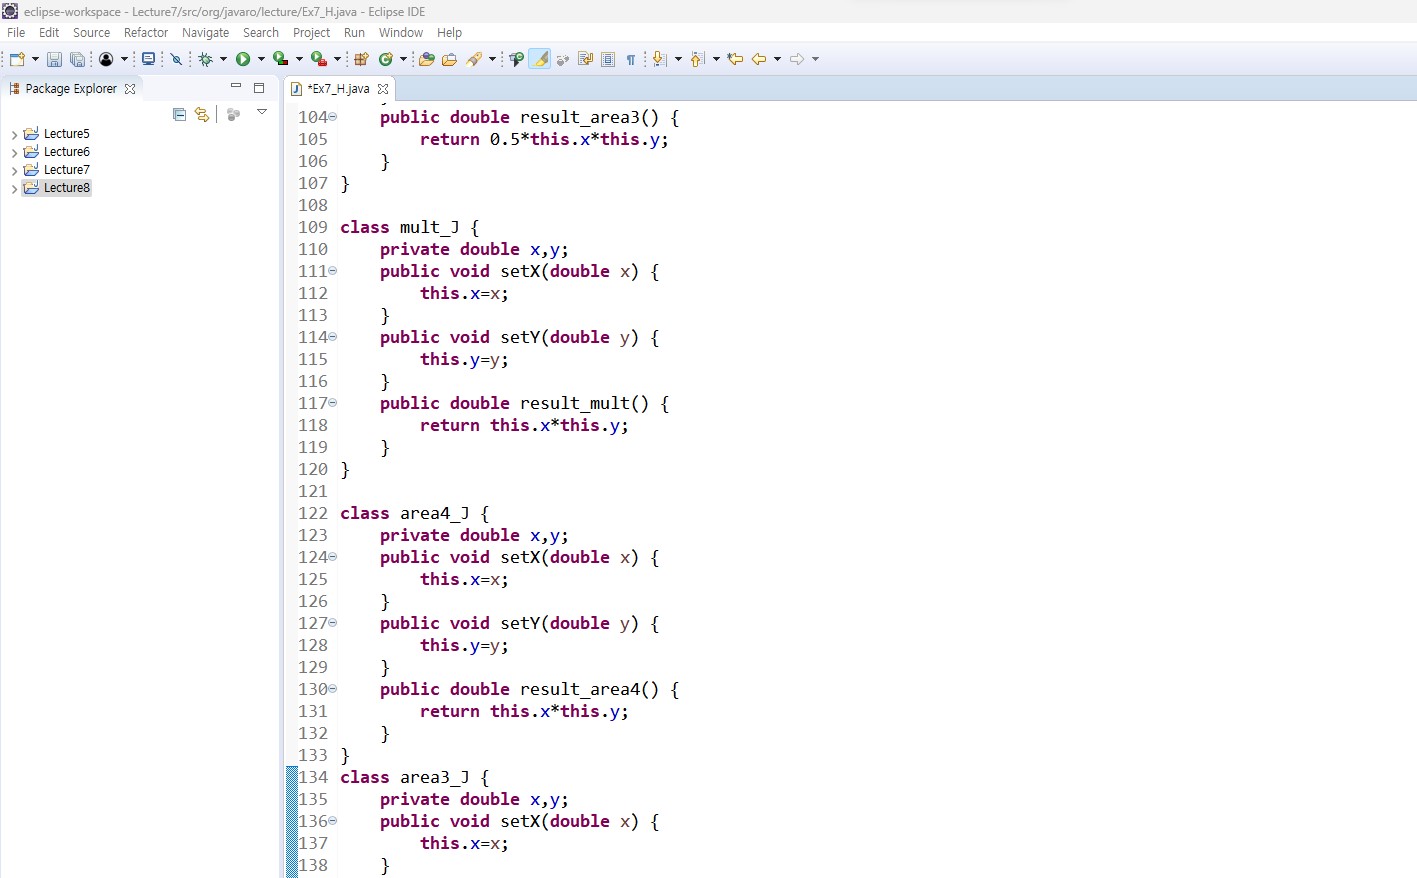 eclipse-workspace - Lecture7/src/org/javaro/lecture/Ex7_H.java - Eclipse IDE
File Edit Source Refactor Navigate Search Project Run Window Help
Package Explorer
Lecture5
Lecture6
Lecture7
Lecture8
*Ex7_H.java
104 public double result_area3() {
105 return 0.5*this.x*this.y;
106 }
107 }
108
109 class mult_J {
110 private double x,y;
111 public void setX(double x) {
112 this.x=x;
113 }
114 public void setY(double y) {
115 this.y=y;
116 }
117 public double result_mult() {
118 return this.x*this.y;
119 }
120 }
121
122 class area4_J {
123 private double x,y;
124 public void setX(double x) {
125 this.x=x;
126 }
127 public void setY(double y) {
128 this.y=y;
129 }
130 public double result_area4() {
131 return this.x*this.y;
132 }
133 }
134 class area3_J {
135 private double x,y;
136 public void setX(double x) {
137 this.x=x;
138 }